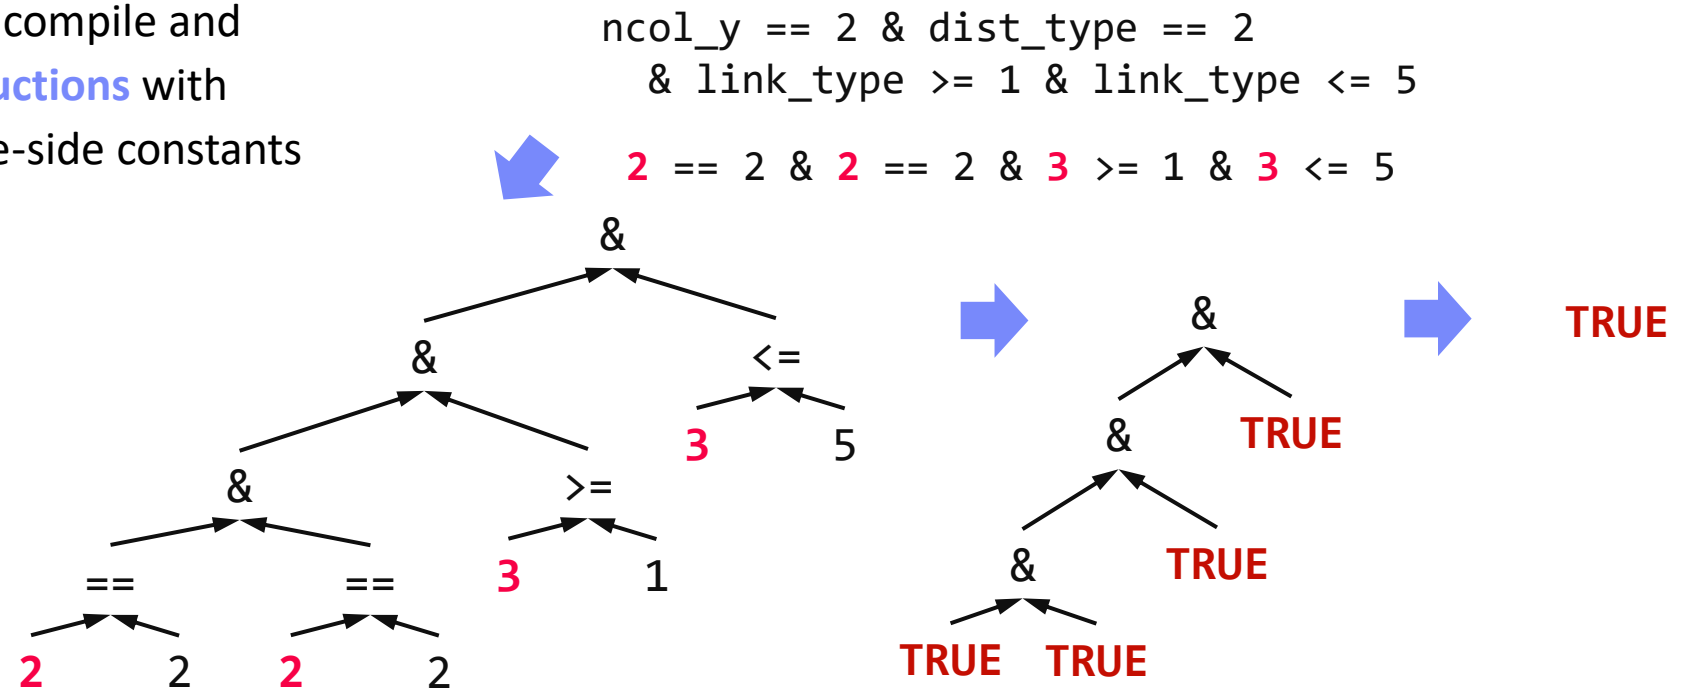 compile and
uctions with
e-side constants
ncol_y == 2 & dist_type == 2
& link_type >= 1 & link_type <= 5
2 == 2 & 2 == 2 & 3 >= 1 & 3 <= 5
&
& <=
3 5
& >=
3 1
== ==
2 2 2 2
&
& TRUE
& TRUE
TRUE TRUE
TRUE